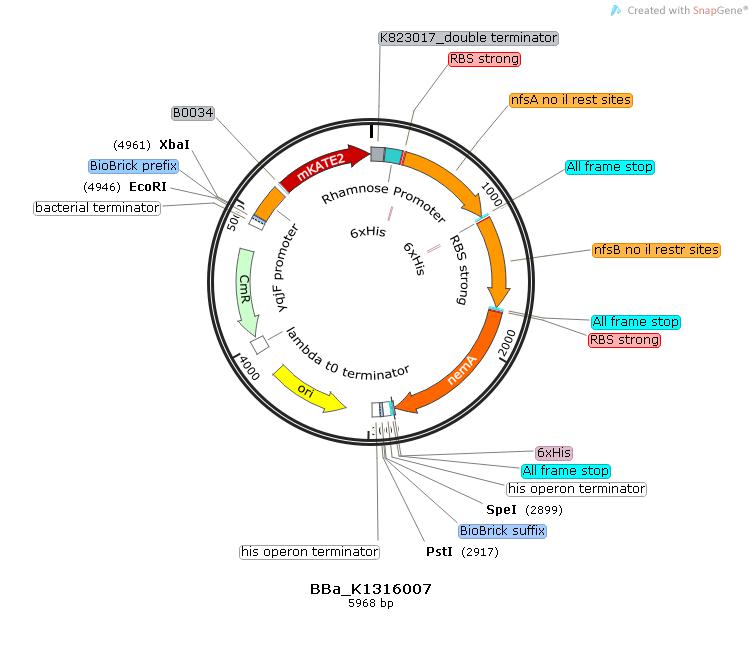 Created with SnapGene®
K823017_double terminator
RBS strong
nfsA no il rest sites
B0034
(4961) XbaI
BioBrick prefix
(4946) EcoRI
bacterial terminator
mKATE2
Rhamnose Promoter
6xHis
6xHis
1000
All frame stop
yqjF promoter
RBS strong
nfsB no il restr sites
CmR
All frame stop
RBS strong
2000
nemA
lambda t0 terminator
4000
ori
6xHis
All frame stop
his operon terminator
SpeI (2899)
BioBrick suffix
his operon terminator
PstI (2917)
BBa_K1316007
5968 bp